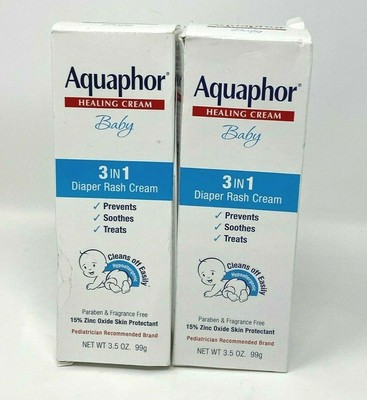 Aquaphor®
HEALING CREAM
Baby
3 IN 1
Diaper Rash Cream
✓ Prevents
✓ Soothes
✓ Treats
Cleans off Easily
Hypoallergenic
Paraben & Fragrance Free
15% Zinc Oxide Skin Protectant
Pediatrician Recommended Brand
NET WT 3.5 OZ. 99g
Aquaphor®
HEALING CREAM
Baby
3 IN 1
Diaper Rash Cream
✓ Prevents
✓ Soothes
✓ Treats
Cleans off Easily
Hypoallergenic
Paraben & Fragrance Free
15% Zinc Oxide Skin Protectant
Pediatrician Recommended Brand
NET WT 3.5 OZ. 99g